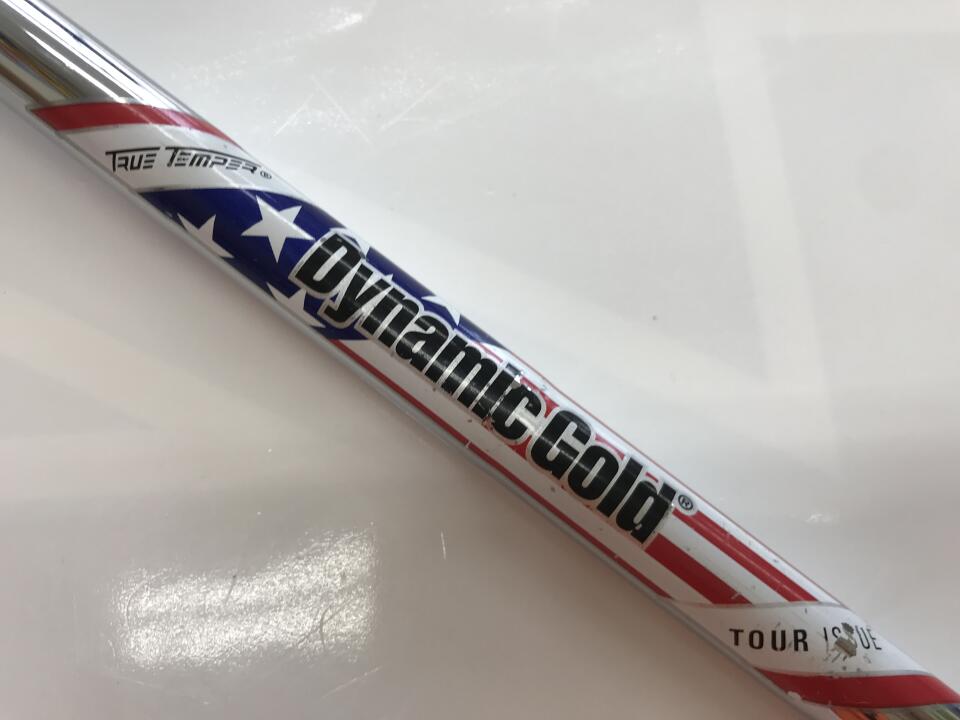 TRUE TEMPER®
Dynamic Gold®
TOUR ISSUE